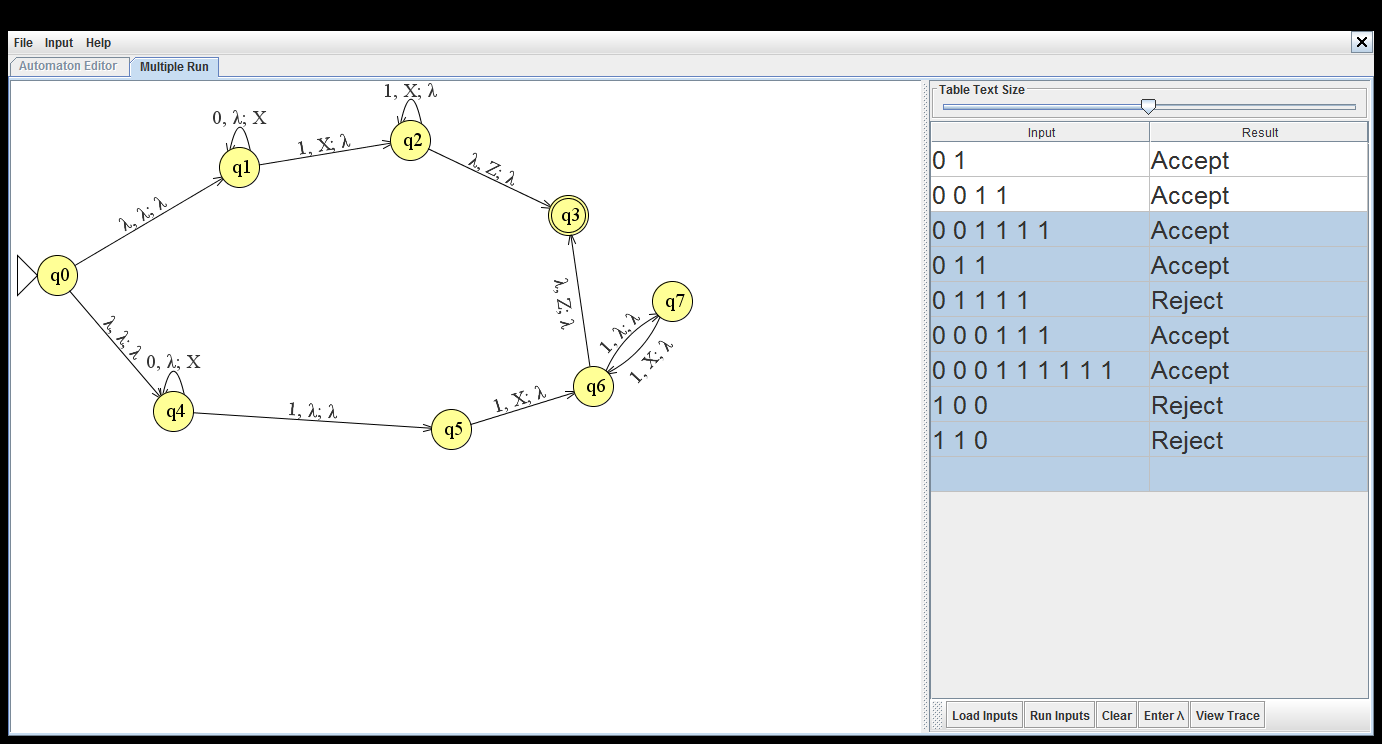 File Input Help
Automaton Editor Multiple Run
Table Text Size
Input Result
0 1 Accept
0 0 1 1 Accept
0 0 1 1 1 1 Accept
0 1 1 Accept
0 1 1 1 1 Reject
0 0 0 1 1 1 Accept
0 0 0 1 1 1 1 1 1 Accept
1 0 0 Reject
1 1 0 Reject
Load Inputs Run Inputs Clear Enter λ View Trace
1, X; λ
0, λ; X
q2
1, X; λ
q1
λ, Z; λ
λ, λ; λ
q3
q0
λ, Z; λ
q7
λ, λ; λ
1, λ; λ
0, λ; X
1, X; λ
q6
1, X; λ
q4
1, λ; λ
q5